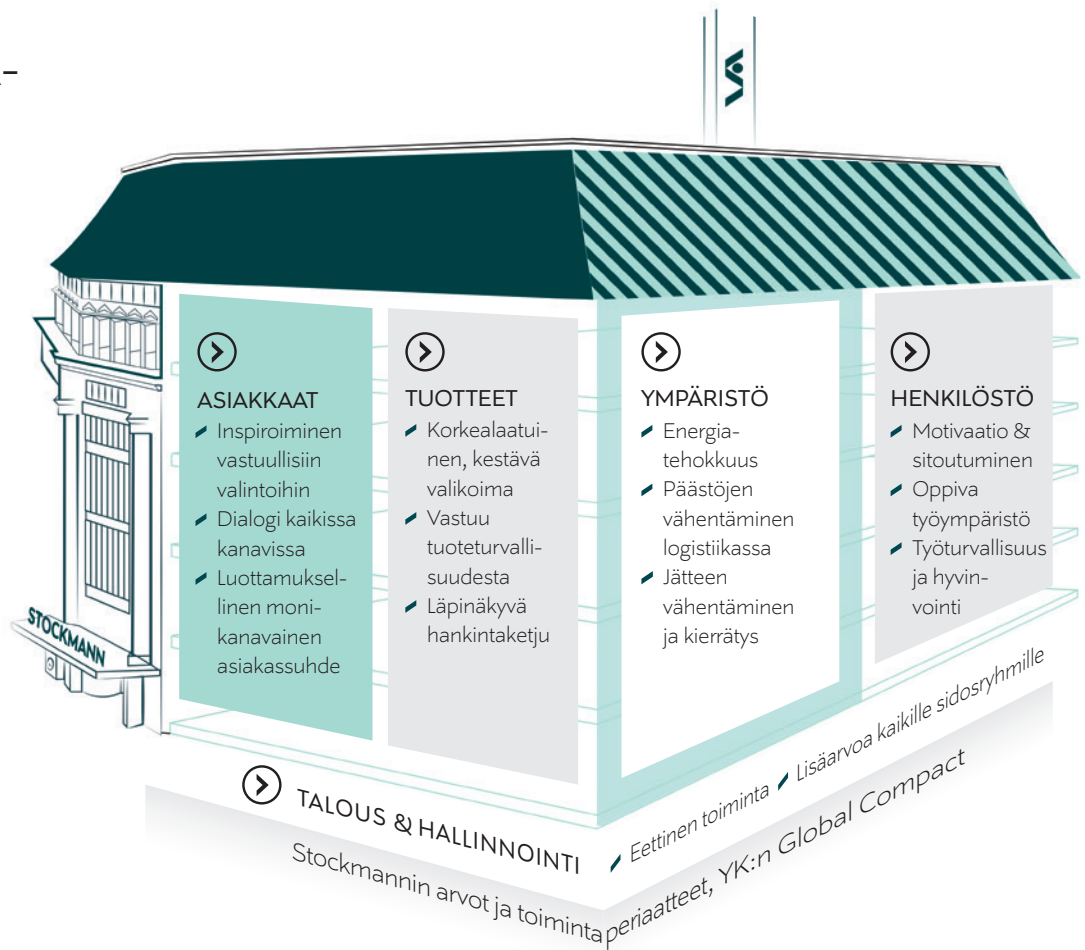 ASIAKKAAT
Inspiroiminen
vastuullisiin
valintoihin
Dialogi kaikissa
kanavissa
Luottamuksel-
linen moni-
kanavainen
asiakassuhde
TUOTTEET
Korkealaatui-
nen, kestävä
valikoima
Vastuu
tuoteturvalli-
suudesta
Läpinäkyvä
hankintaketju
YMPÄRISTÖ
Energia-
tehokkuus
Päästöjen
vähentäminen
logistiikassa
Jätteen
vähentäminen
ja kierrätys
HENKILÖSTÖ
Motivaatio &
sitoutuminen
Oppiva
työympäristö
Työturvallisuus
ja hyvin-
vointi
STOCKMANN
TALOUS & HALLINNOINTI
Eettinen toiminta Lisäarvoa kaikille sidosryhmille
Stockmannin arvot ja toimintaperiaatteet, YK:n Global Compact